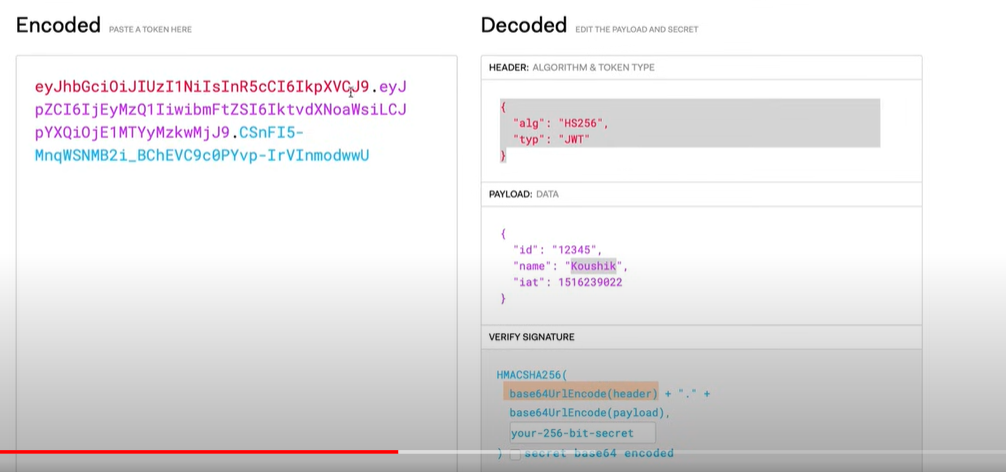 Encoded PASTE A TOKEN HERE
eyJhbGciOiJIUzI1NiIsInR5cCI6IkpXVCJ9.eyJ
pZCI6IjEyMzQ1IiwibmFtZSI6IktvdXNoaWsiLCJ
pYXQiOjE1MTYyMzkwMjJ9.CSnFI5-
MnqWSNMB2i_BChEVC9c0PYvp-IrVInmodwwU
Decoded EDIT THE PAYLOAD AND SECRET
HEADER: ALGORITHM & TOKEN TYPE
{
"alg": "HS256",
"typ": "JWT"
}
PAYLOAD: DATA
{
"id": "12345",
"name": "Koushik",
"iat": 1516239022
}
VERIFY SIGNATURE
HMACSHA256(
base64UrlEncode(header) + "." +
base64UrlEncode(payload),
your-256-bit-secret
) secret base64 encoded